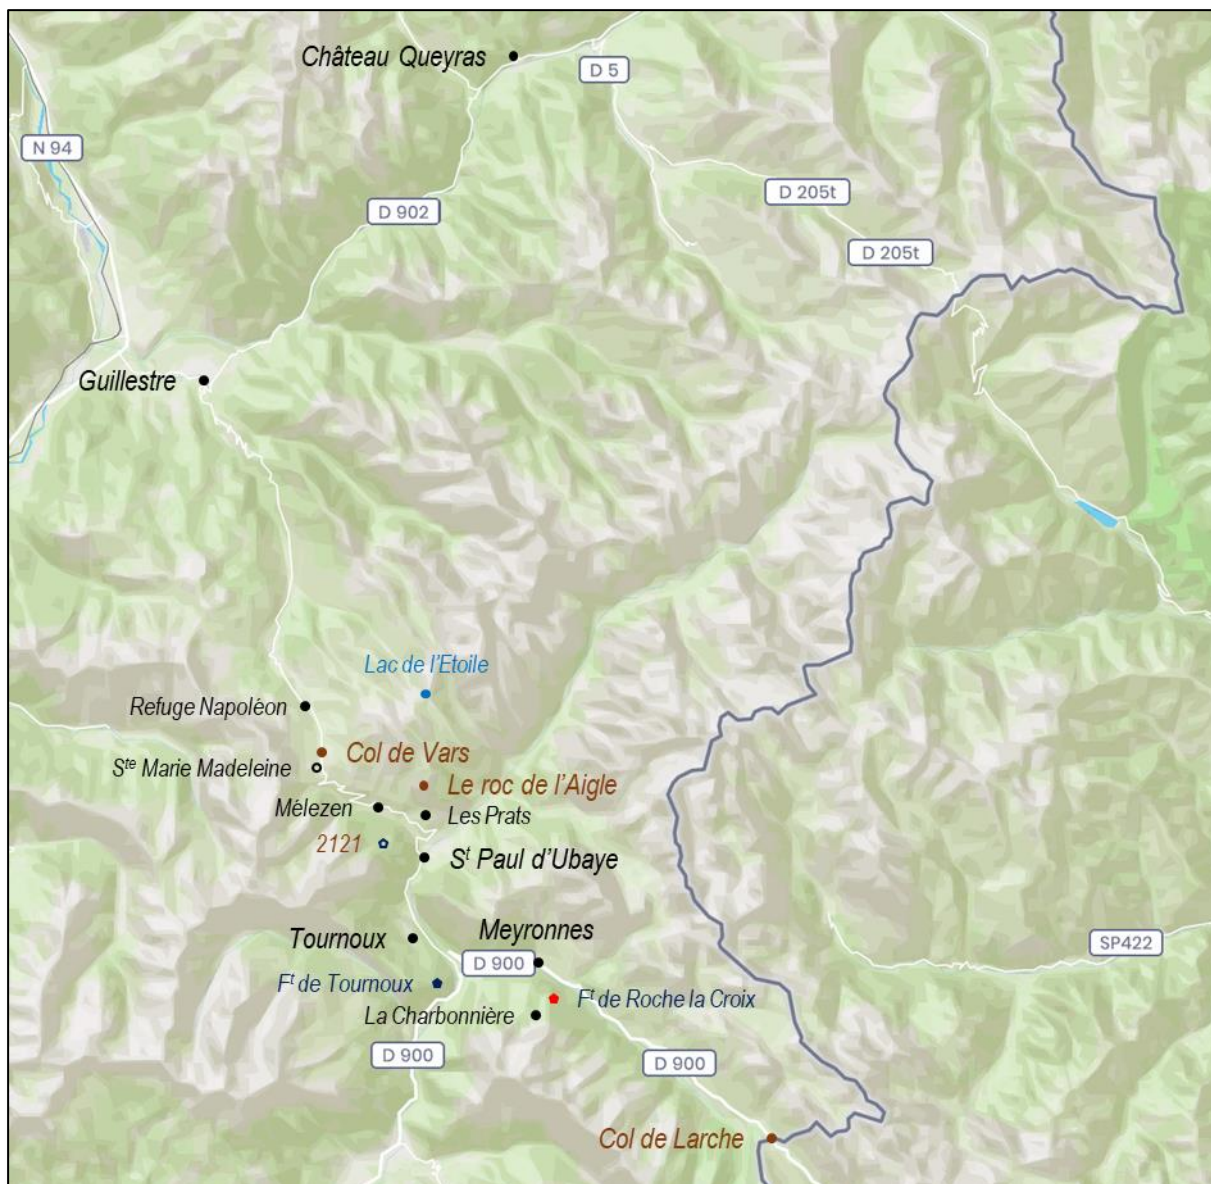 Château Queyras
D 5
N 94
D 205t
D 902
D 205t
Guillestre
Lac de l'Etoile
Refuge Napoléon
Col de Vars
Ste Marie Madeleine
Le roc de l'Aigle
Mélezen
Les Prats
2121
St Paul d'Ubaye
Meyronnes
Tournoux
SP422
D 900
Ft de Tournoux
Ft de Roche la Croix
La Charbonnière
D 900
D 900
Col de Larche